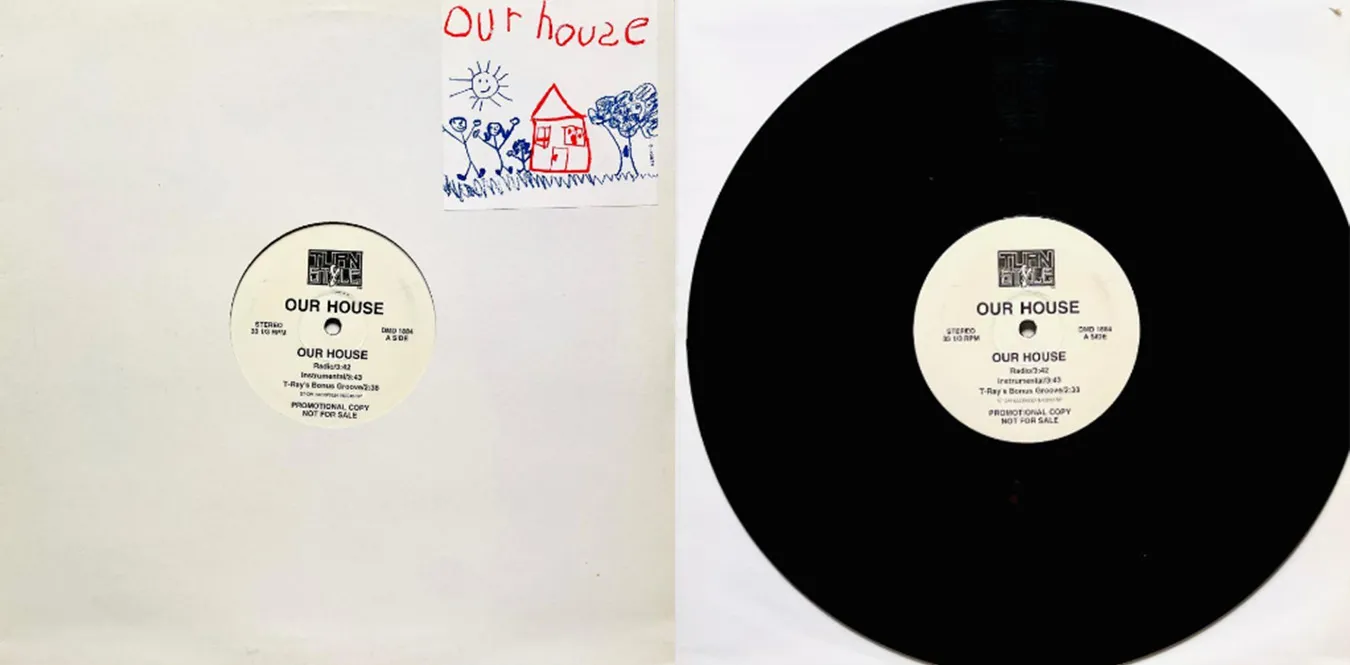 our house
TURN
STILE
OUR HOUSE
STEREO
33 1/3 RPM
DMD 1884
A SIDE
OUR HOUSE
Radio/3:42
Instrumental/3:43
T-Ray's Bonus Groove/2:38
PROMOTIONAL COPY
NOT FOR SALE
TURN
STILE
OUR HOUSE
STEREO
33 1/3 RPM
DMD 1884
A SIDE
OUR HOUSE
Radio/3:42
Instrumental/3:43
T-Ray's Bonus Groove/2:38
PROMOTIONAL COPY
NOT FOR SALE